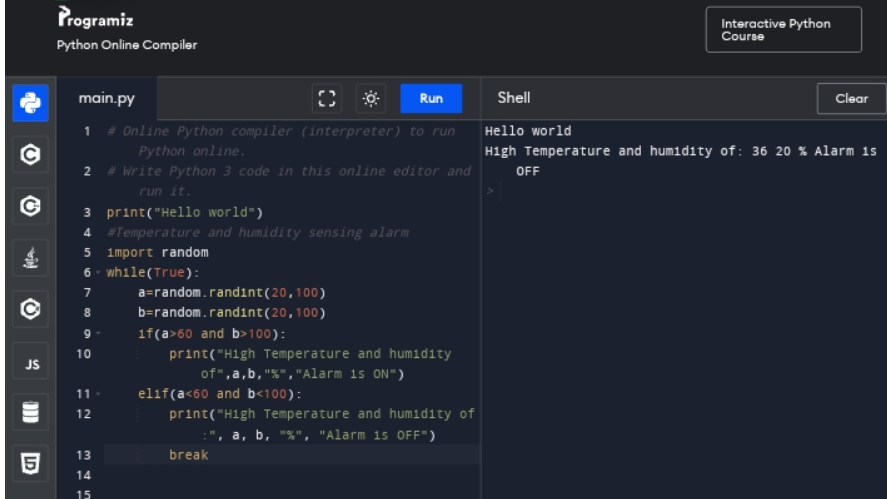 Programiz
Python Online Compiler
Interactive Python
Course
main.py
Run
Shell
Clear
1 # Online Python compiler (interpreter) to run
Python online.
2 # Write Python 3 code in this online editor and
run it.
3 print("Hello world")
4 #Temperature and humidity sensing alarm
5 import random
6 while(True):
7 a=random.randint(20,100)
8 b=random.randint(20,100)
9 if(a>60 and b>100):
10 print("High Temperature and humidity
of",a,b,"%","Alarm is ON")
11 elif(a<60 and b<100):
12 print("High Temperature and humidity of
:", a, b, "%", "Alarm is OFF")
13 break
14
15
JS
5
Hello world
High Temperature and humidity of: 36 20 % Alarm is
OFF
>